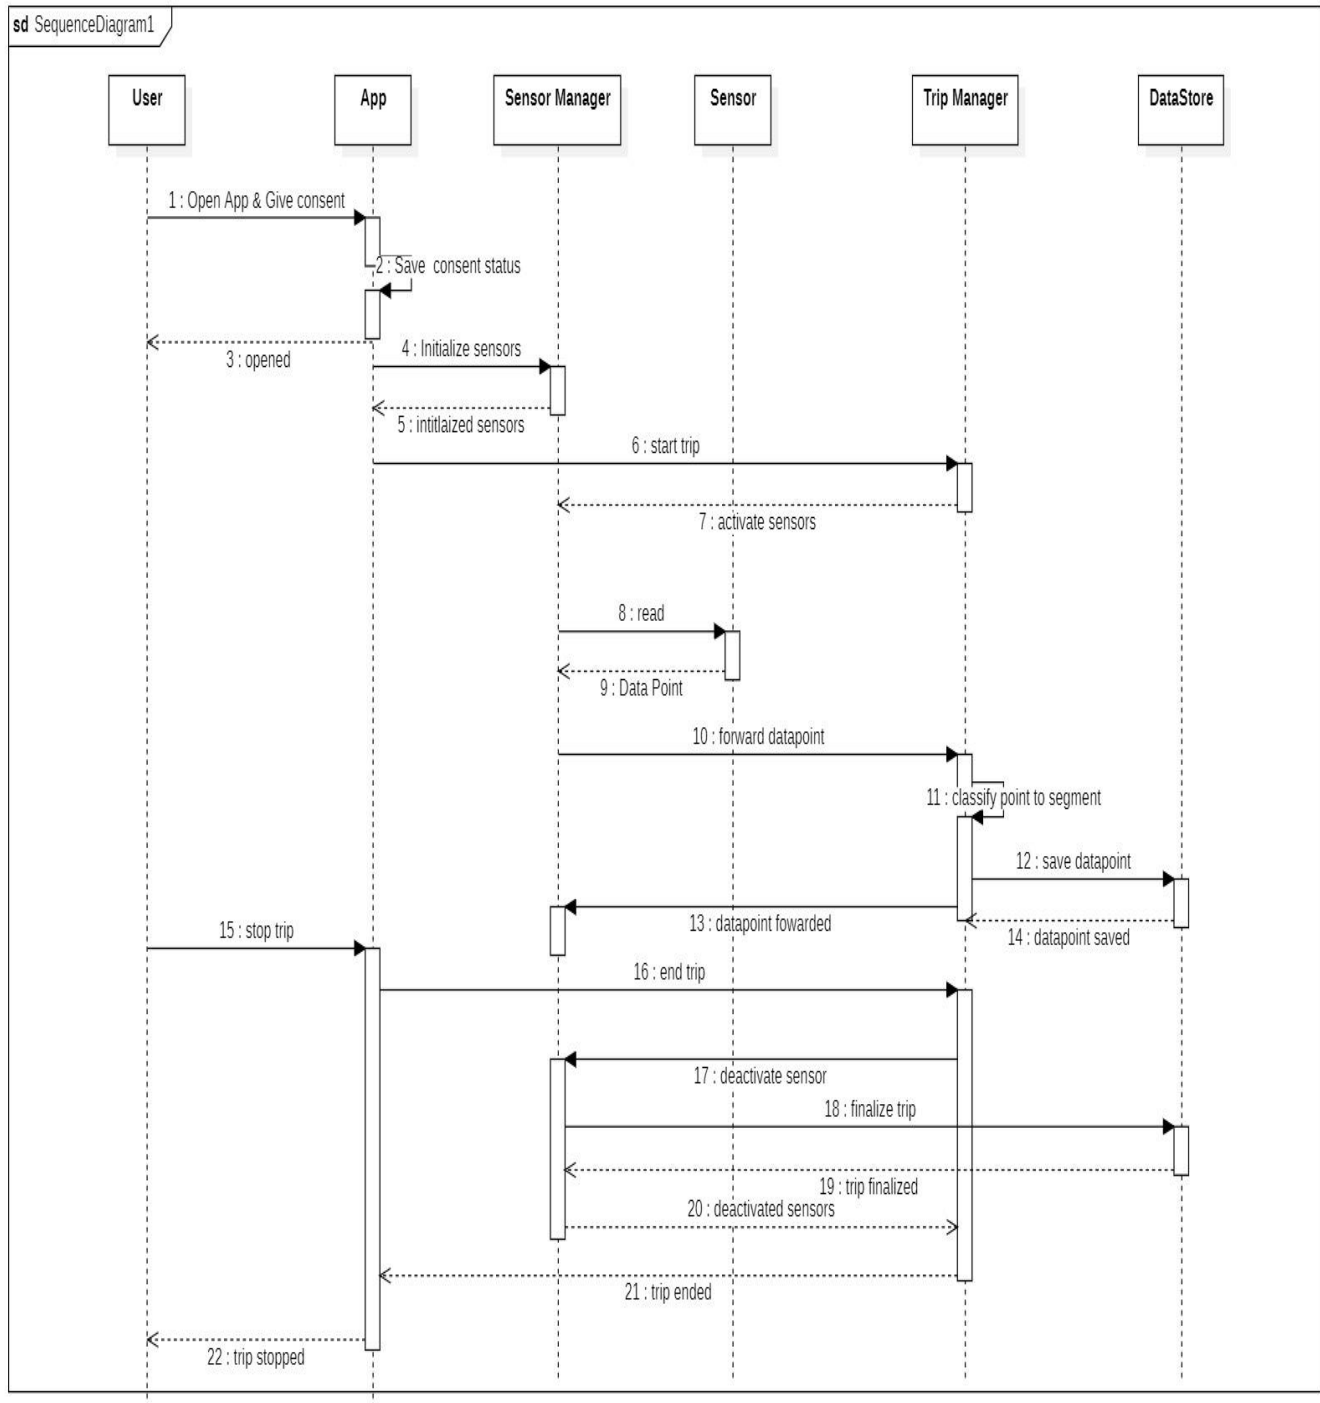 sd SequenceDiagram1
User
App
Sensor Manager
Sensor
Trip Manager
DataStore
1 : Open App & Give consent
2 : Save consent status
3 : opened
4 : Initialize sensors
5 : intitlaized sensors
6 : start trip
7 : activate sensors
8 : read
9 : Data Point
10 : forward datapoint
11 : classify point to segment
12 : save datapoint
13 : datapoint fowarded
14 : datapoint saved
15 : stop trip
16 : end trip
17 : deactivate sensor
18 : finalize trip
19 : trip finalized
20 : deactivated sensors
21 : trip ended
22 : trip stopped